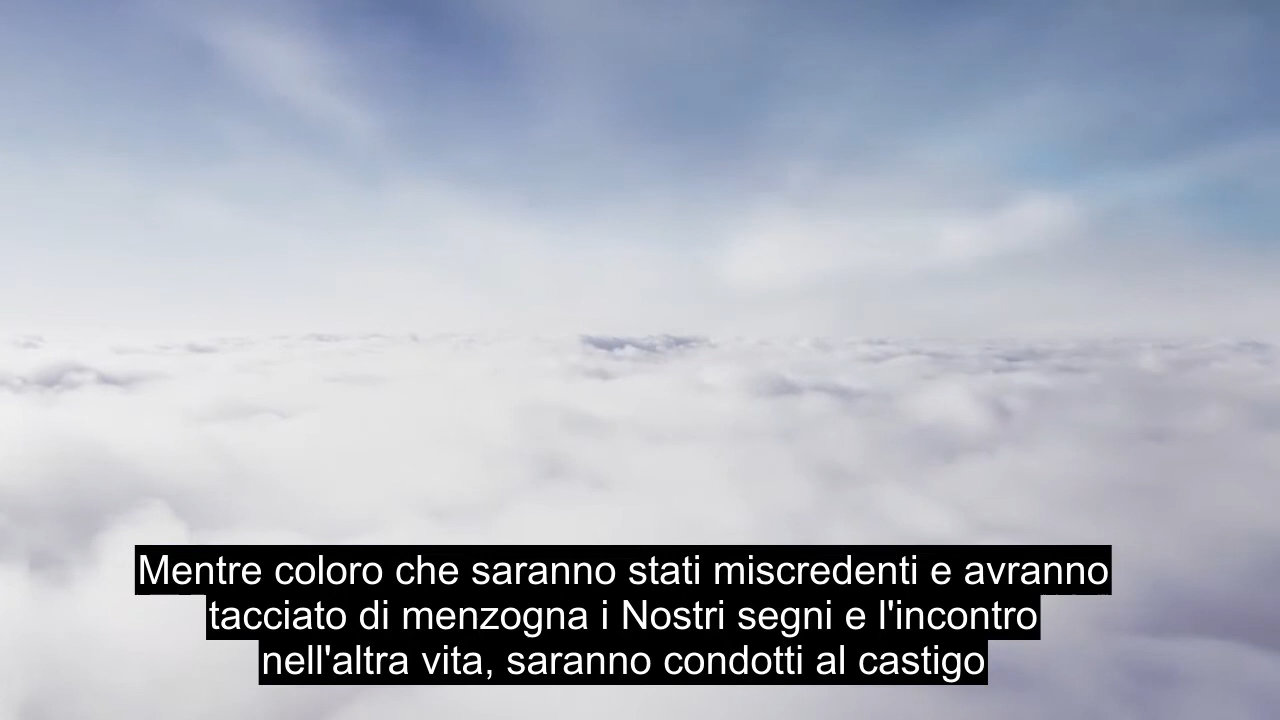 Mentre coloro che saranno stati miscredenti e avranno
tacciato di menzogna i Nostri segni e l'incontro
nell'altra vita, saranno condotti al castigo